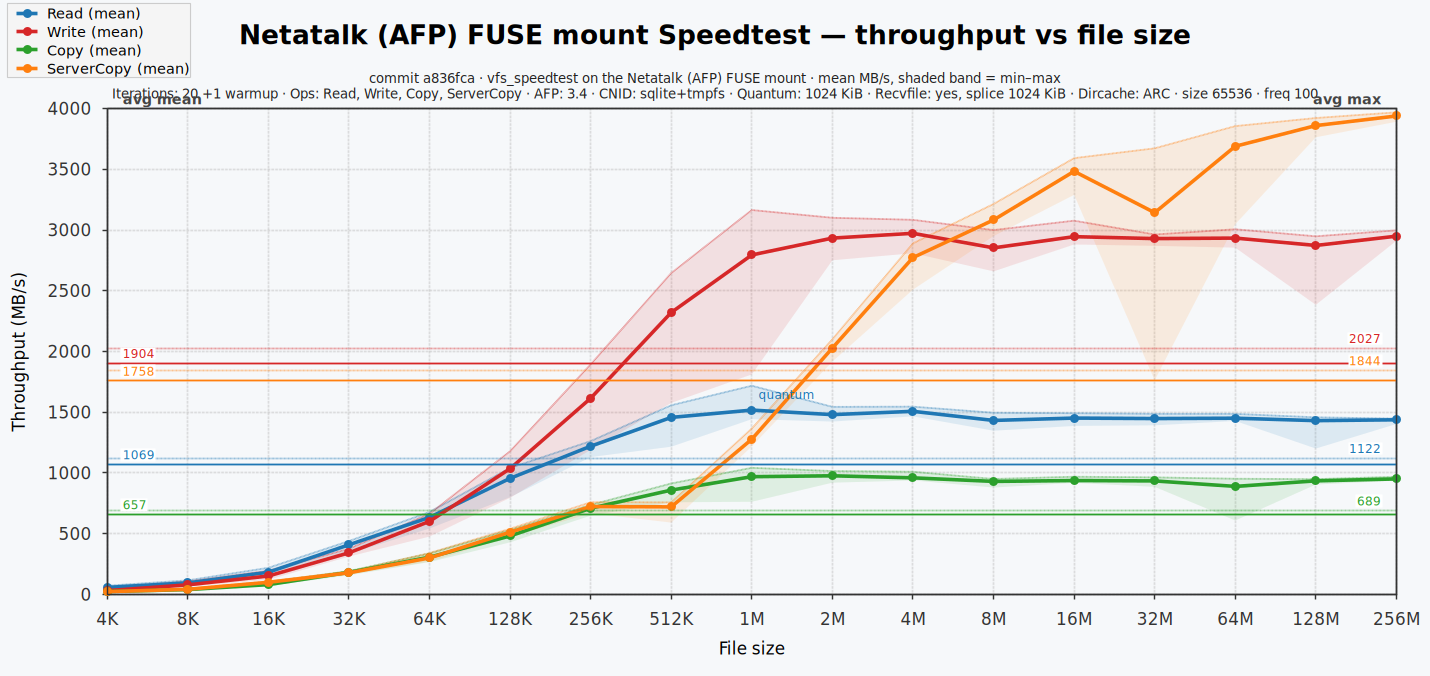 Read (mean)
Write (mean)
Copy (mean)
ServerCopy (mean)
Netatalk (AFP) FUSE mount Speedtest — throughput vs file size
commit a836fca · vfs_speedtest on the Netatalk (AFP) FUSE mount · mean MB/s, shaded band = min–max
Iterations: 20 +1 warmup · Ops: Read, Write, Copy, ServerCopy · AFP: 3.4 · CNID: sqlite+tmpfs · Quantum: 1024 KiB · Recvfile: yes, splice 1024 KiB · Dircache: ARC · size 65536 · freq 100
avg mean
avg max
4000
3500
3000
2500
2000
1500
1000
500
0
Throughput (MB/s)
1904
1758
1069
657
2027
1844
1122
689
quantum
4K 8K 16K 32K 64K 128K 256K 512K 1M 2M 4M 8M 16M 32M 64M 128M 256M
File size